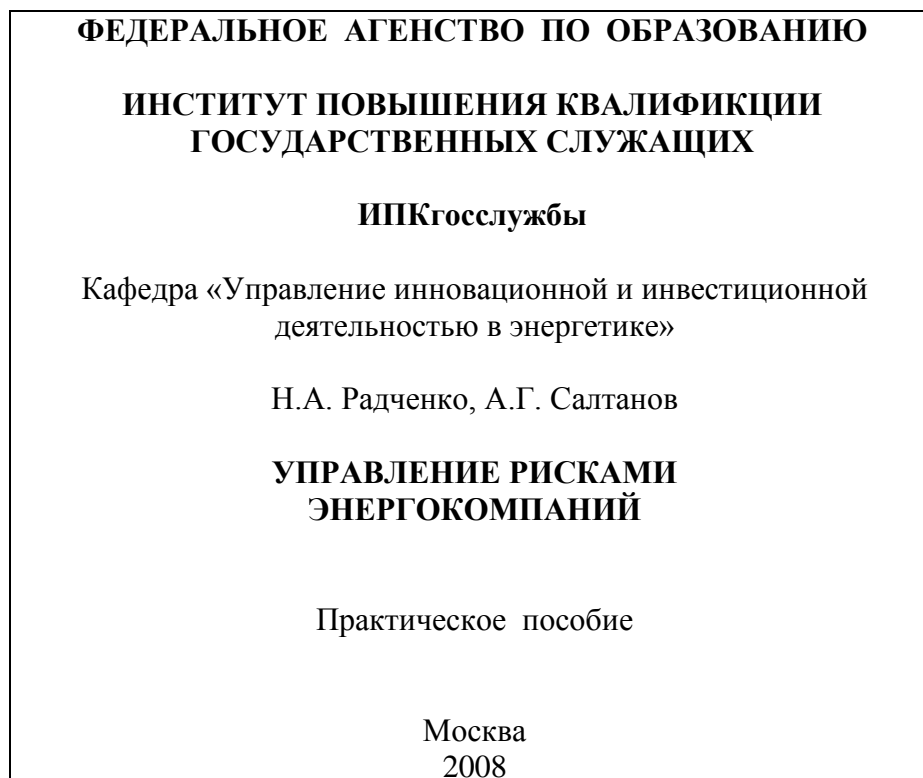 ФЕДЕРАЛЬНОЕ АГЕНСТВО ПО ОБРАЗОВАНИЮ
ИНСТИТУТ ПОВЫШЕНИЯ КВАЛИФИКЦИИ
ГОСУДАРСТВЕННЫХ СЛУЖАЩИХ
ИПКгосслужбы
Кафедра «Управление инновационной и инвестиционной
деятельностью в энергетике»
Н.А. Радченко, А.Г. Салтанов
УПРАВЛЕНИЕ РИСКАМИ
ЭНЕРГОКОМПАНИЙ
Практическое пособие
Москва
2008